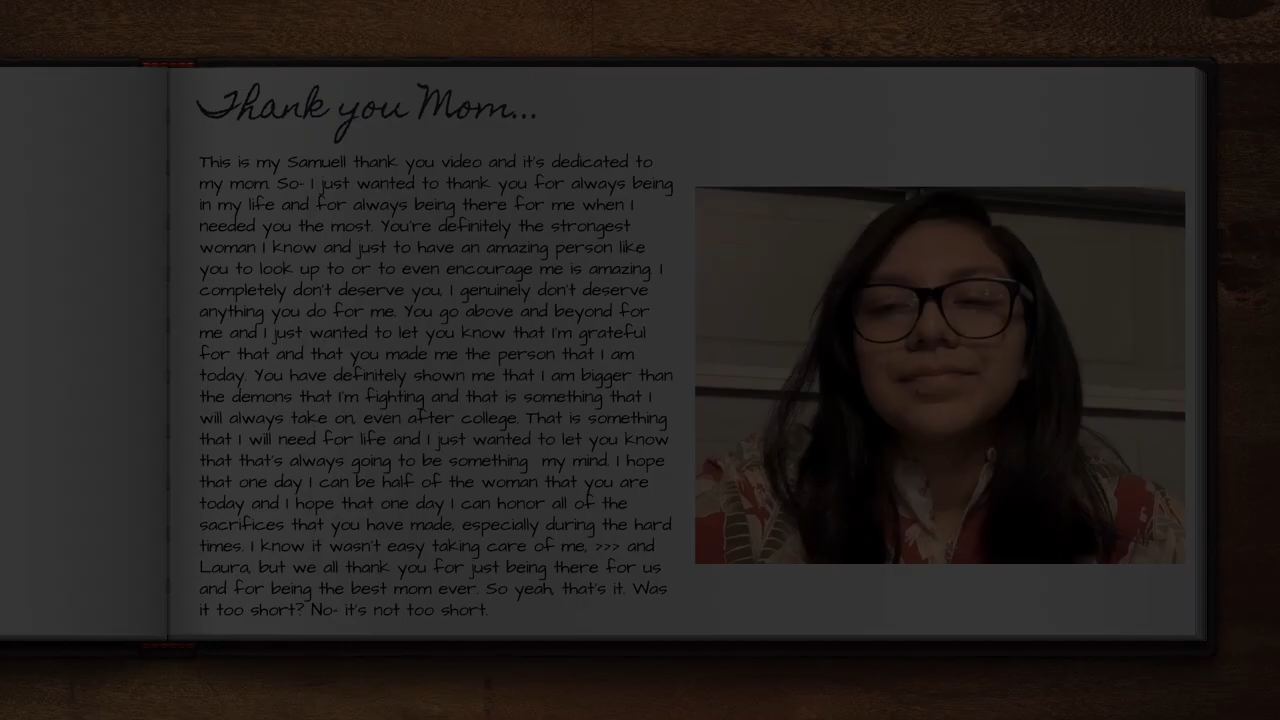 Thank you Mom...
This is my Samuell thank you video and it's dedicated to
my mom. So- I just wanted to thank you for always being
in my life and for always being there for me when I
needed you the most. You're definitely the strongest
woman I know and just to have an amazing person like
you to look up to or to even encourage me is amazing. I
completely don't deserve you, I genuinely don't deserve
anything you do for me. You go above and beyond for
me and I just wanted to let you know that I'm grateful
for that and that you made me the person that I am
today. You have definitely shown me that I am bigger than
the demons that I'm fighting and that is something that I
will always take on, even after college. That is something
that I will need for life and I just wanted to let you know
that that's always going to be something my mind. I hope
that one day I can be half of the woman that you are
today and I hope that one day I can honor all of the
sacrifices that you have made, especially during the hard
times. I know it wasn't easy taking care of me, >>> and
Laura, but we all thank you for just being there for us
and for being the best mom ever. So yeah, that's it. Was
it too short? No- it's not too short.